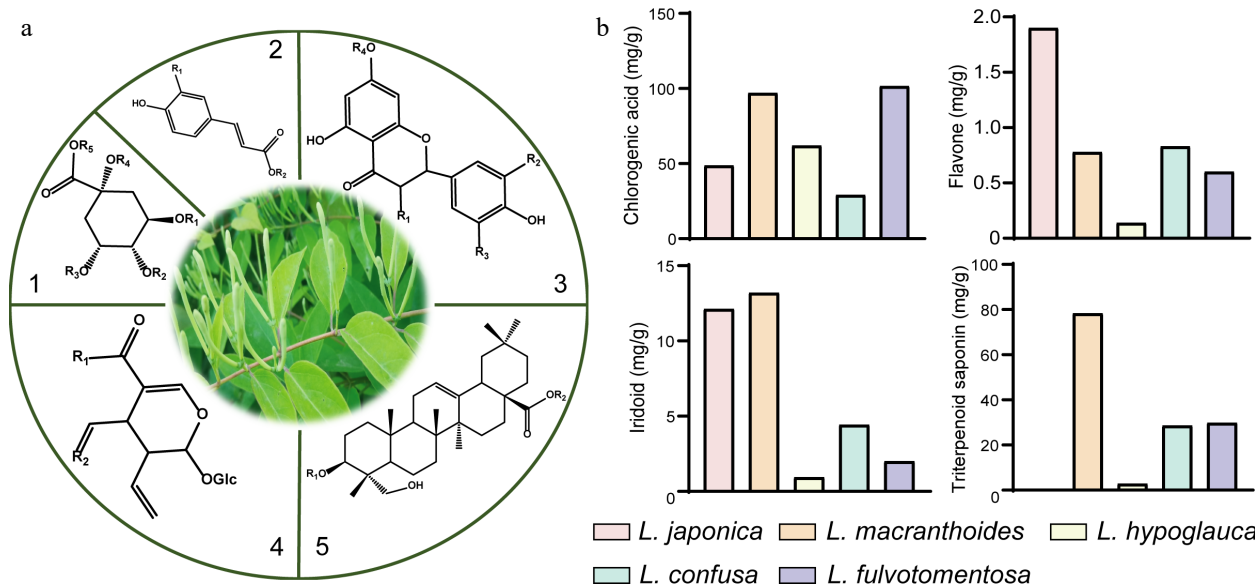 a
2
R₁
HO
O
OR₂
R₄O
O
OH
O
R₂
R₁
OH
R₃
3
OR₅
OR₄
O
OR₁
R₃O
OR₂
1
O
R₁
O
R₂
OGlc
4
OR₂
O
R₁O
OH
5
b
Chlorogenic acid (mg/g)
150
100
50
0
Flavone (mg/g)
2.0
1.5
1.0
0.5
0
Iridoid (mg/g)
15
10
5
0
Triterpenoid saponin (mg/g)
100
80
60
40
20
0
L. japonica
L. macranthoides
L. hypoglauca
L. confusa
L. fulvotomentosa